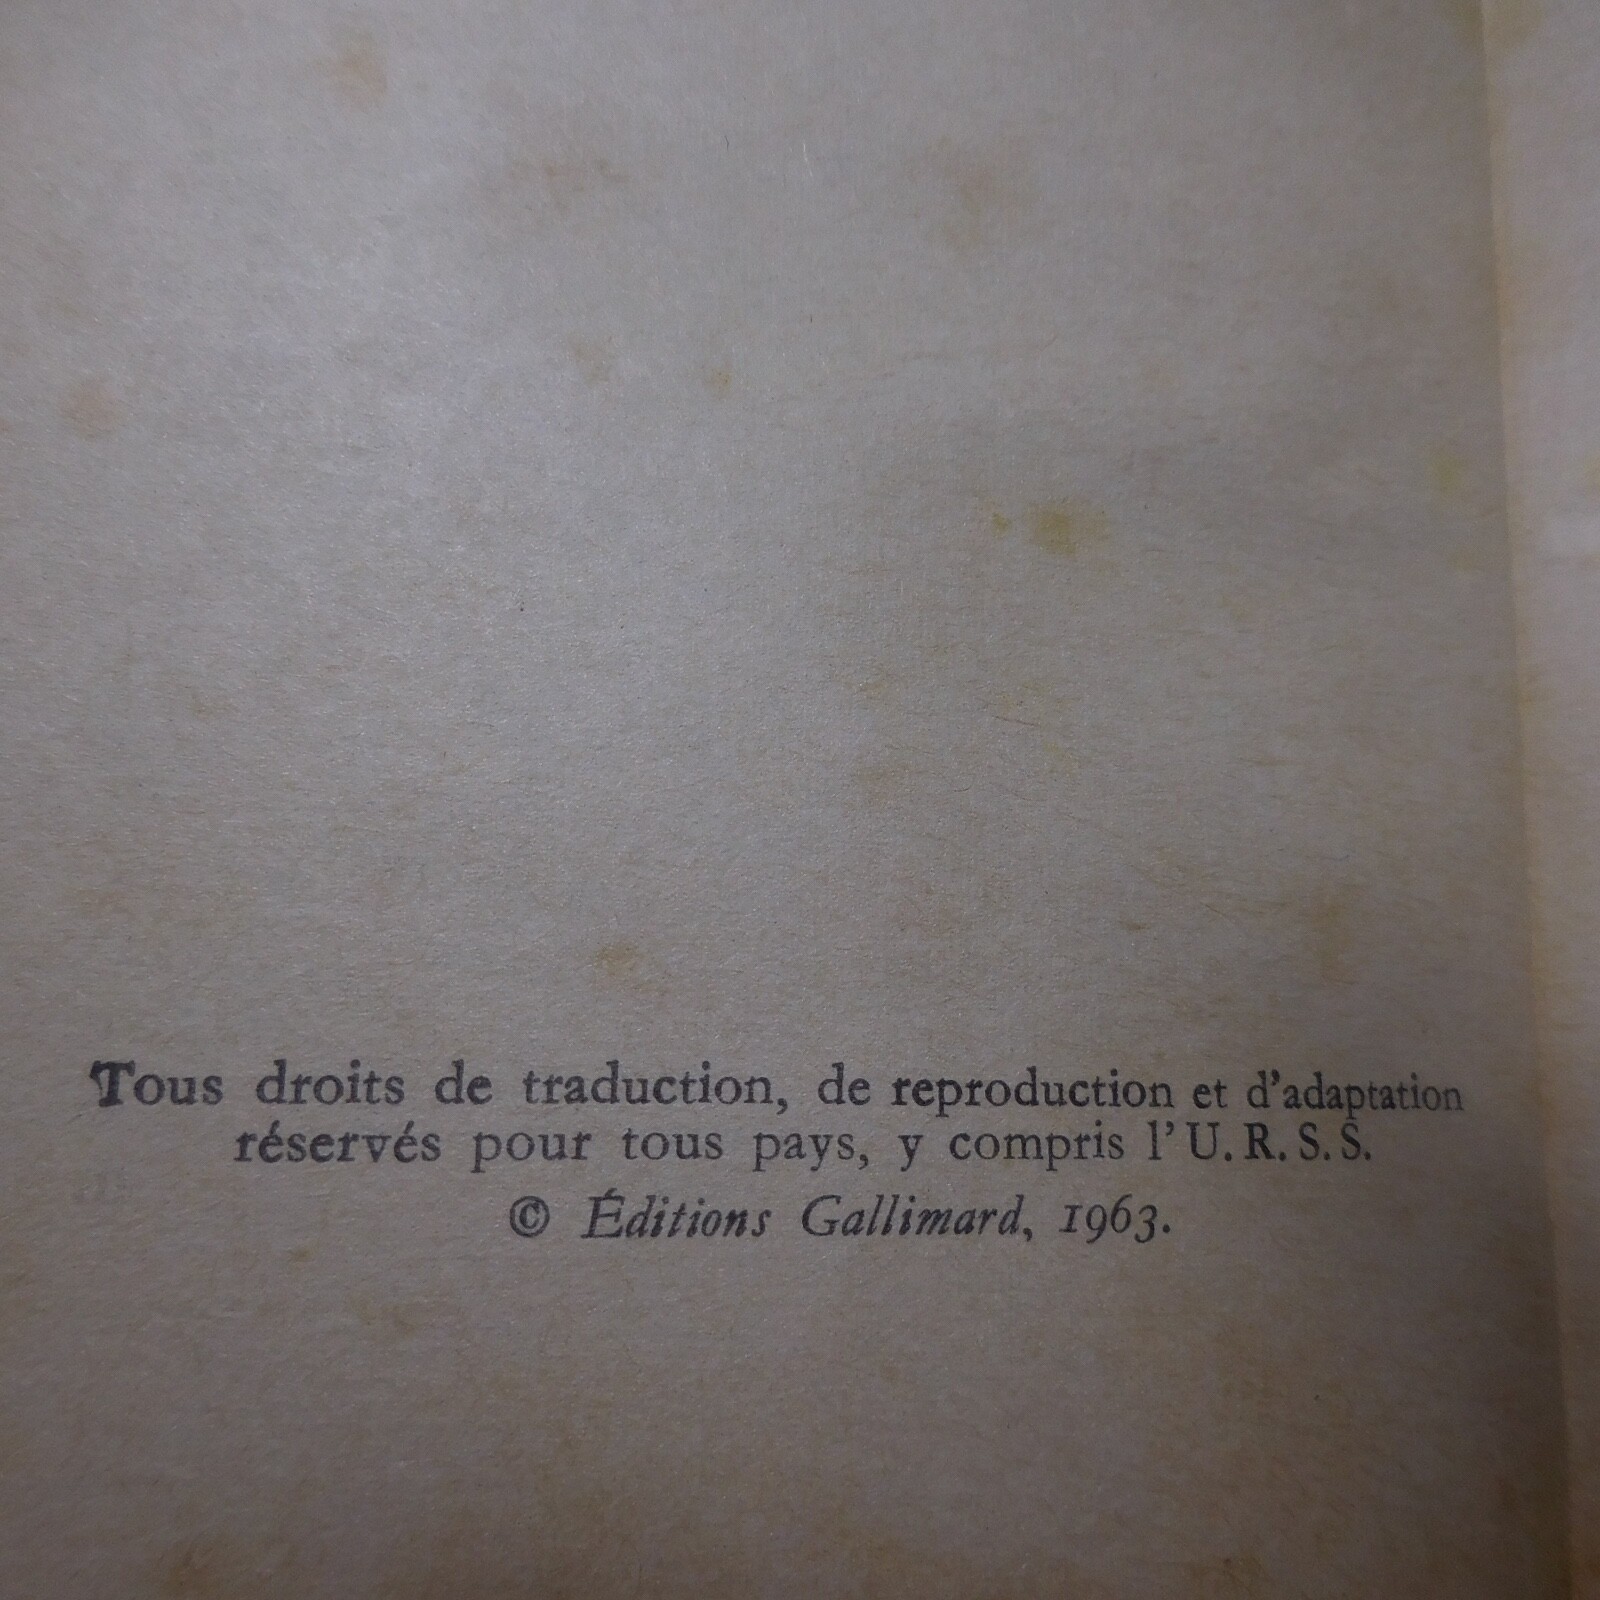 Tous droits de traduction, de reproduction et d'adaptation
réservés pour tous pays, y compris l'U.R.S.S.
© Éditions Gallimard, 1963.